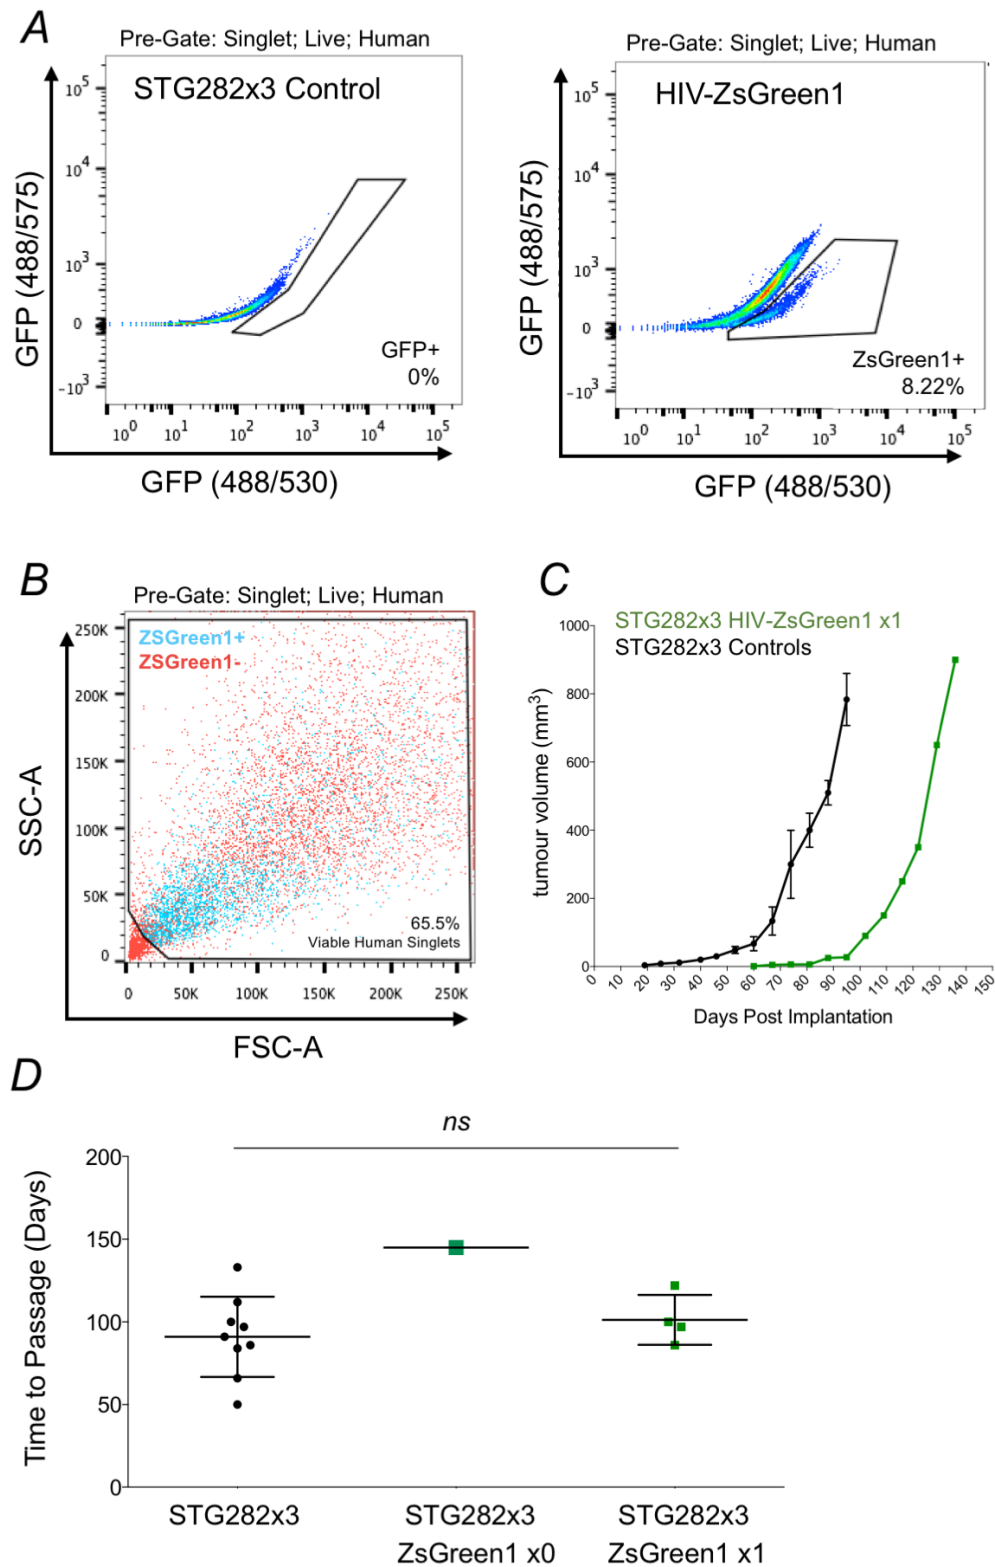 A
Pre-Gate: Singlet; Live; Human
STG282x3 Control
10^5
10^4
10^3
0
-10^3
GFP (488/575)
GFP+
0%
10^0 10^1 10^2 10^3 10^4 10^5
GFP (488/530)
Pre-Gate: Singlet; Live; Human
HIV-ZsGreen1
10^5
10^4
10^3
0
-10^3
GFP (488/575)
ZsGreen1+
8.22%
10^0 10^1 10^2 10^3 10^4 10^5
GFP (488/530)
B
Pre-Gate: Singlet; Live; Human
ZSGreen1+
ZSGreen1-
250K
200K
150K
100K
50K
0
SSC-A
65.5%
Viable Human Singlets
0 50K 100K 150K 200K 250K
FSC-A
C
STG282x3 HIV-ZsGreen1 x1
STG282x3 Controls
1000
800
600
400
200
0
tumour volume (mm3)
0 10 20 30 40 50 60 70 80 90 100 110 120 130 140 150
Days Post Implantation
D
ns
200
150
100
50
0
Time to Passage (Days)
STG282x3
STG282x3
ZsGreen1 x0
STG282x3
ZsGreen1 x1